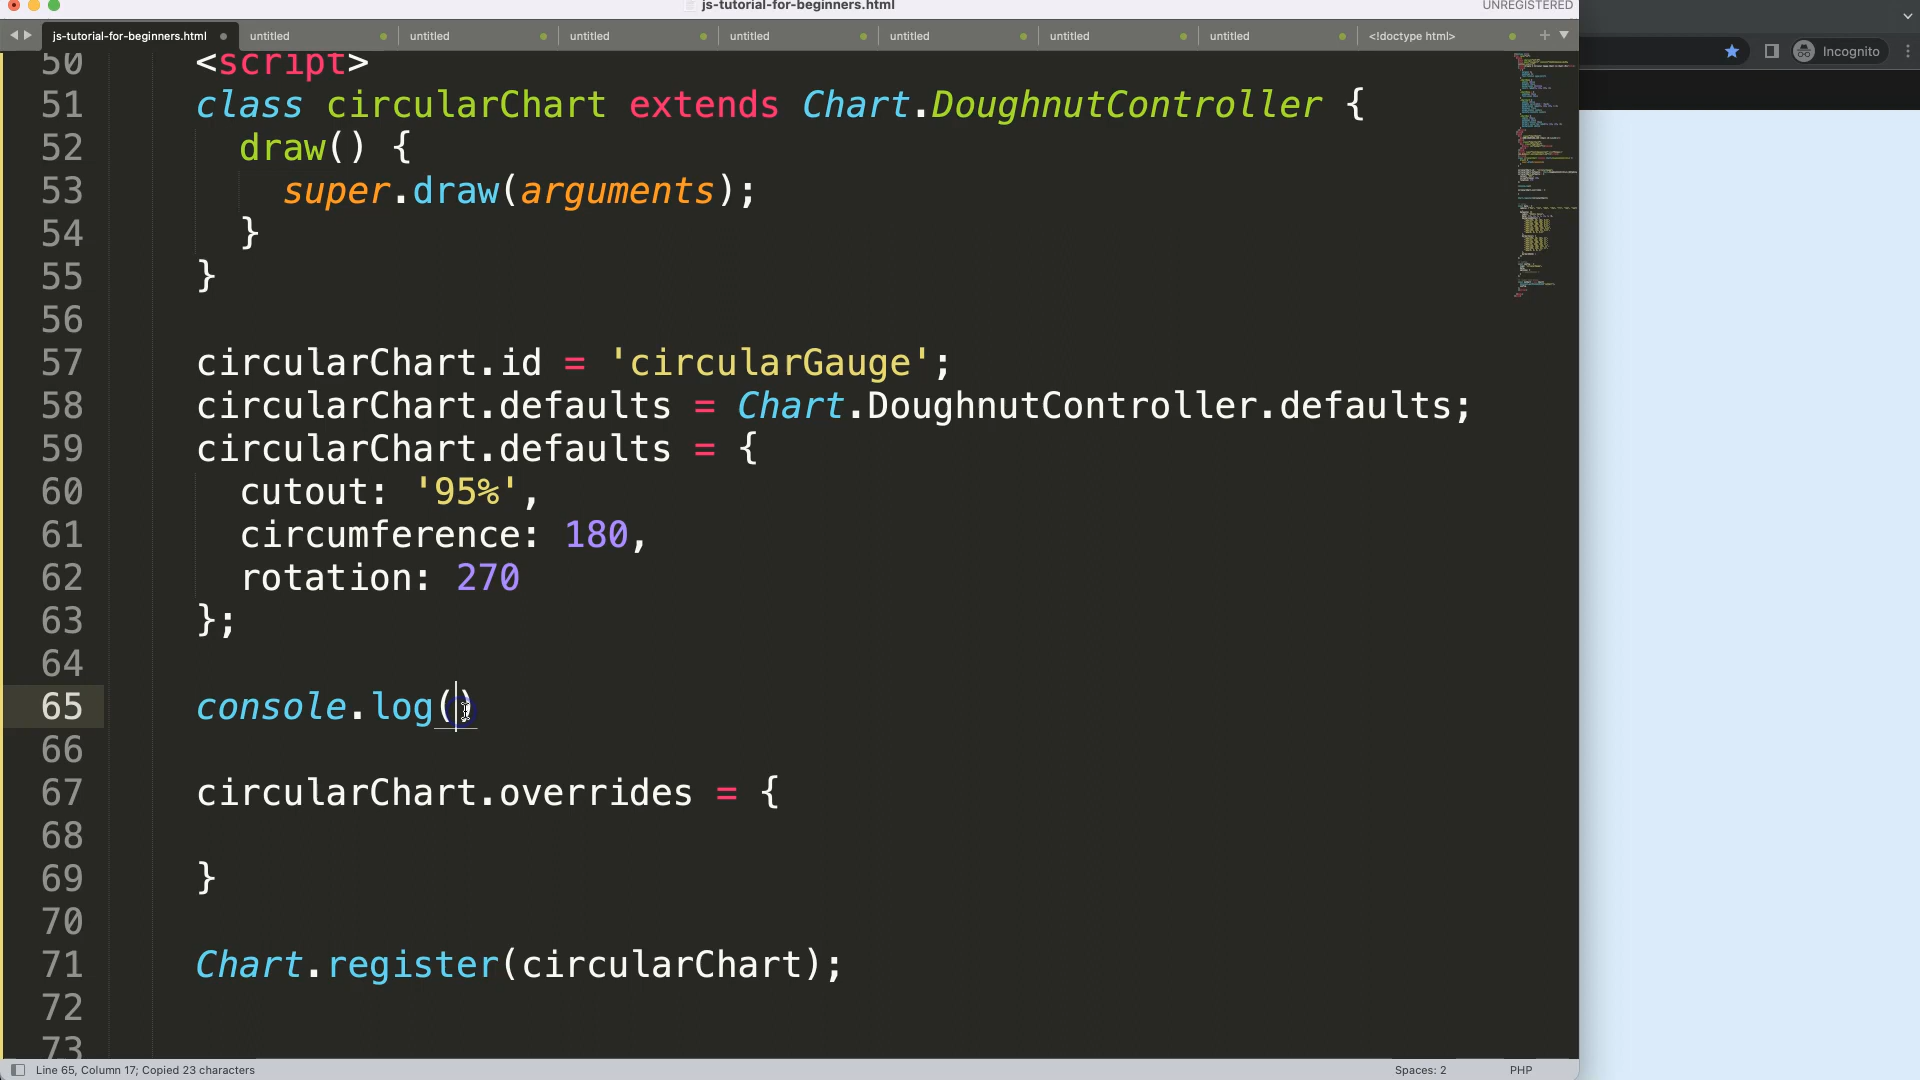 js-tutorial-for-beginners.html
UNREGISTERED
js-tutorial-for-beginners.html
untitled
untitled
untitled
untitled
untitled
untitled
untitled
<!doctype html>
Incognito
50 <script>
51 class circularChart extends Chart.DoughnutController {
52 draw() {
53 super.draw(arguments);
54 }
55 }
56
57 circularChart.id = 'circularGauge';
58 circularChart.defaults = Chart.DoughnutController.defaults;
59 circularChart.defaults = {
60 cutout: '95%',
61 circumference: 180,
62 rotation: 270
63 };
64
65 console.log()
66
67 circularChart.overrides = {
68
69 }
70
71 Chart.register(circularChart);
72
73
Line 65, Column 17; Copied 23 characters
Spaces: 2
PHP